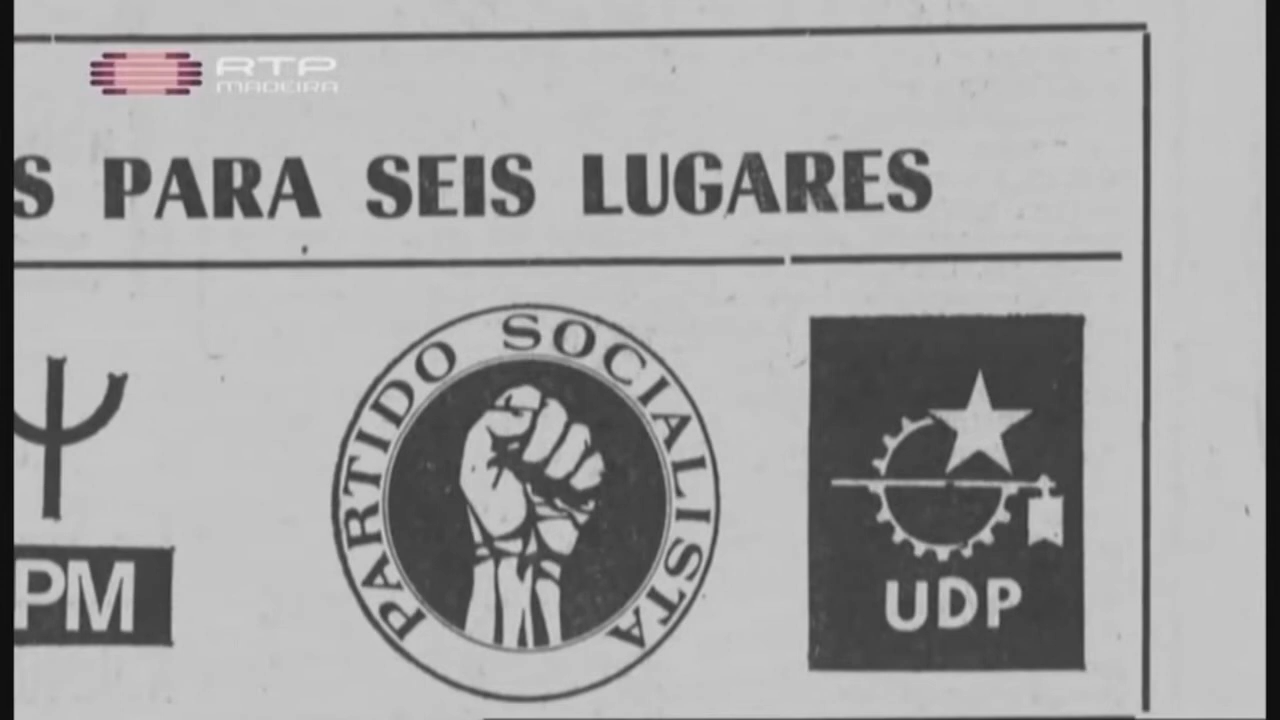 RTP
MADEIRA
S PARA SEIS LUGARES
PARTIDO SOCIALISTA
PM
UDP